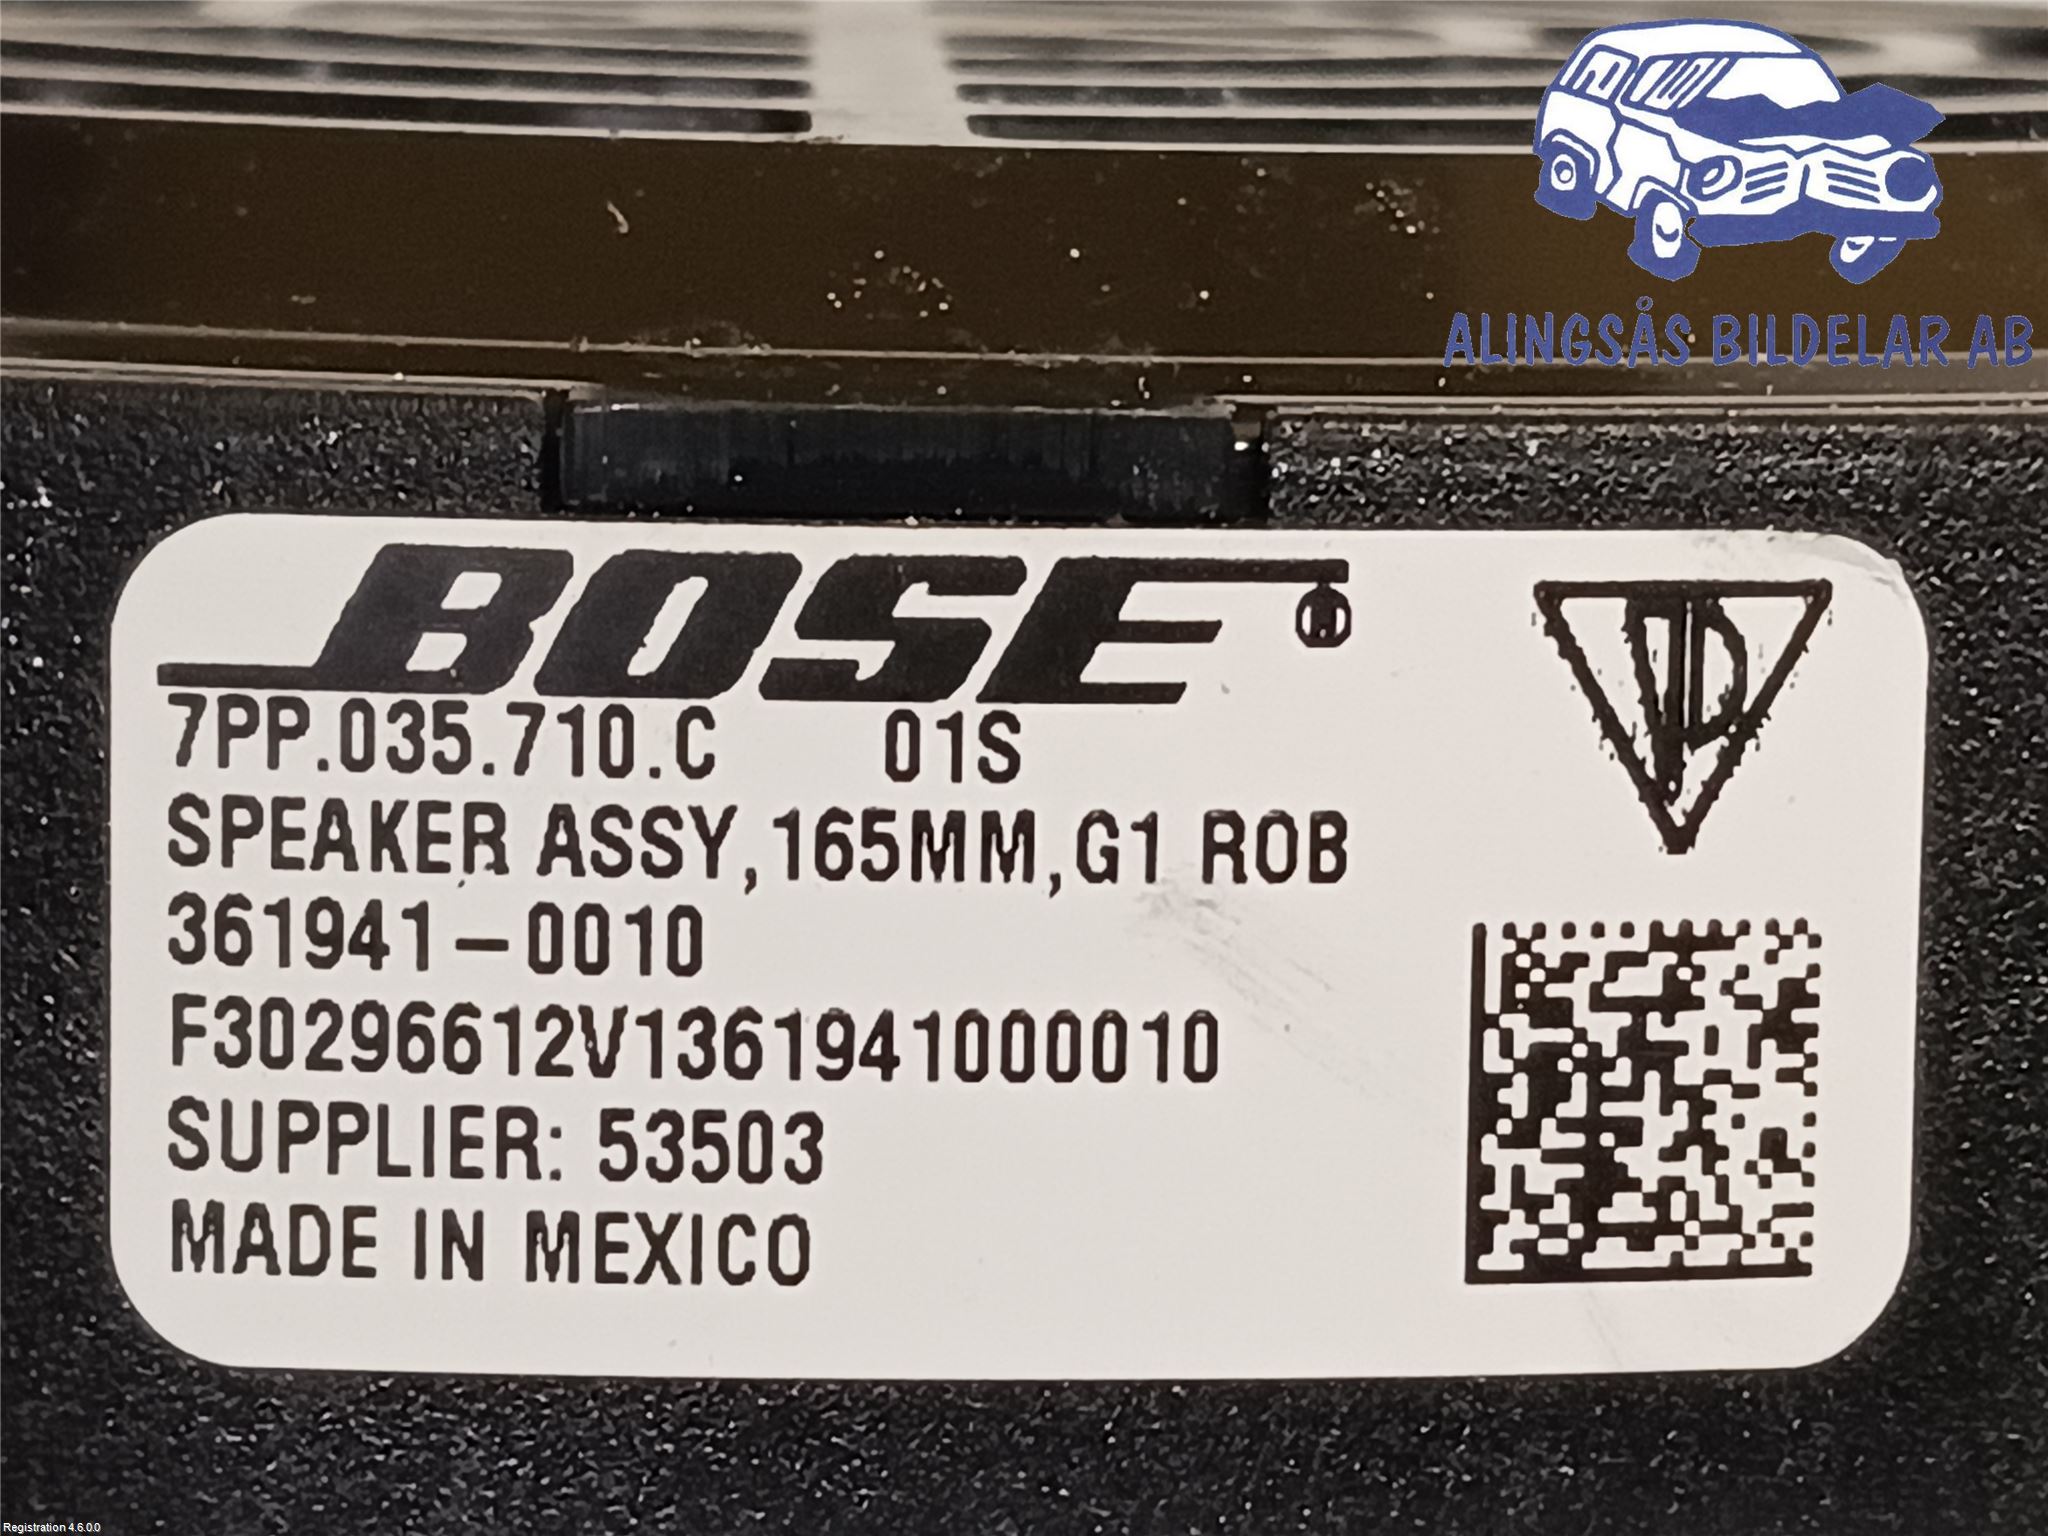 ALINGSÅS BILDELAR AB
BOSE®
7PP.035.710.C 01S
SPEAKER ASSY,165MM,G1 ROB
361941-0010
F30296612V1361941000010
SUPPLIER: 53503
MADE IN MEXICO
Registration 4.6.0.0